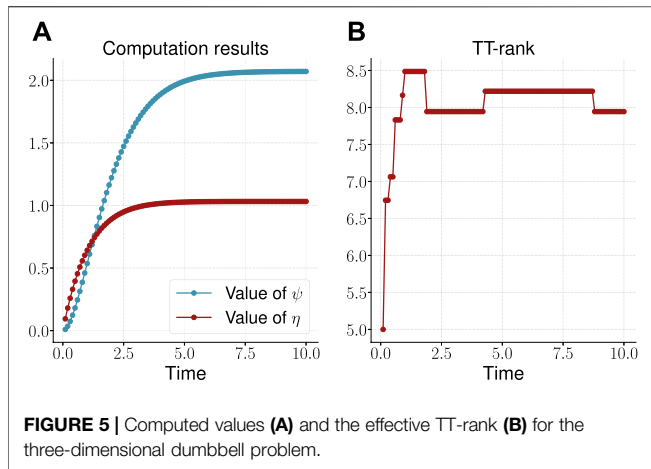 A
Computation results
2.0
1.5
1.0
0.5
0.0
Value of ψ
Value of η
0.0 2.5 5.0 7.5 10.0
Time
B
TT-rank
8.5
8.0
7.5
7.0
6.5
6.0
5.5
5.0
0.0 2.5 5.0 7.5 10.0
Time
FIGURE 5 | Computed values (A) and the effective TT-rank (B) for the
three-dimensional dumbbell problem.